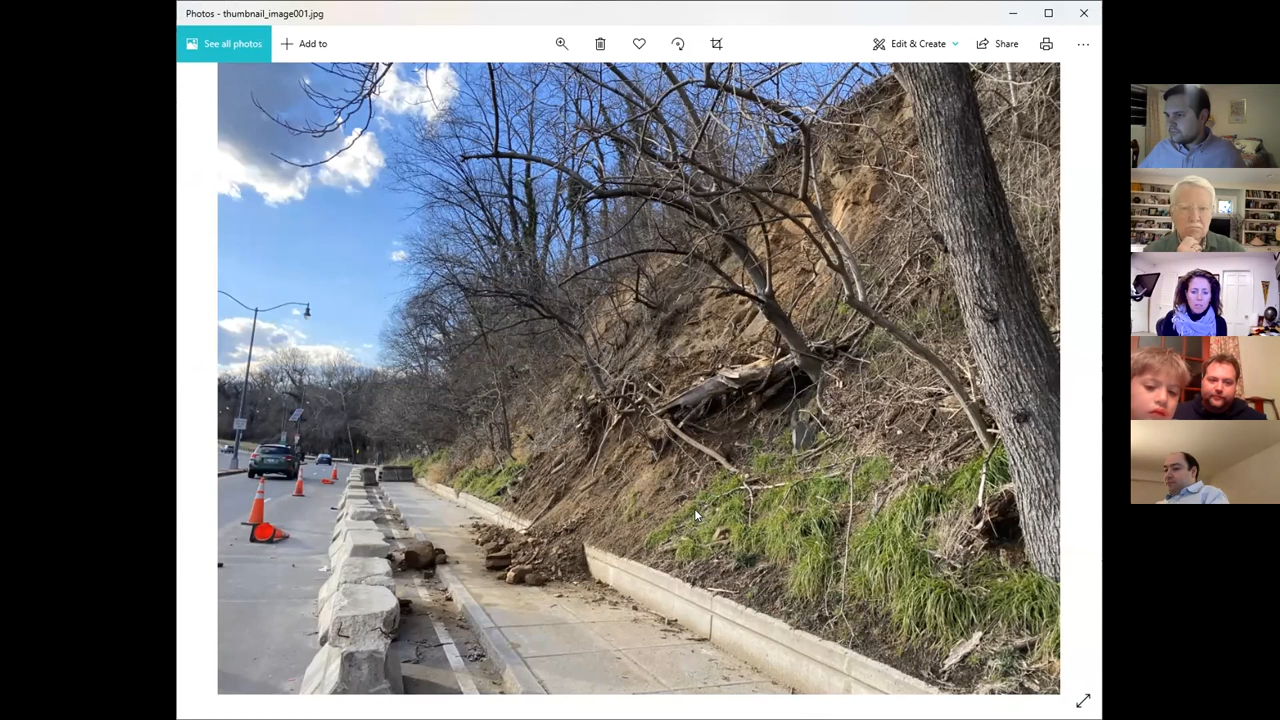 Photos - thumbnail_image001.jpg
See all photos
Add to
Edit & Create
Share